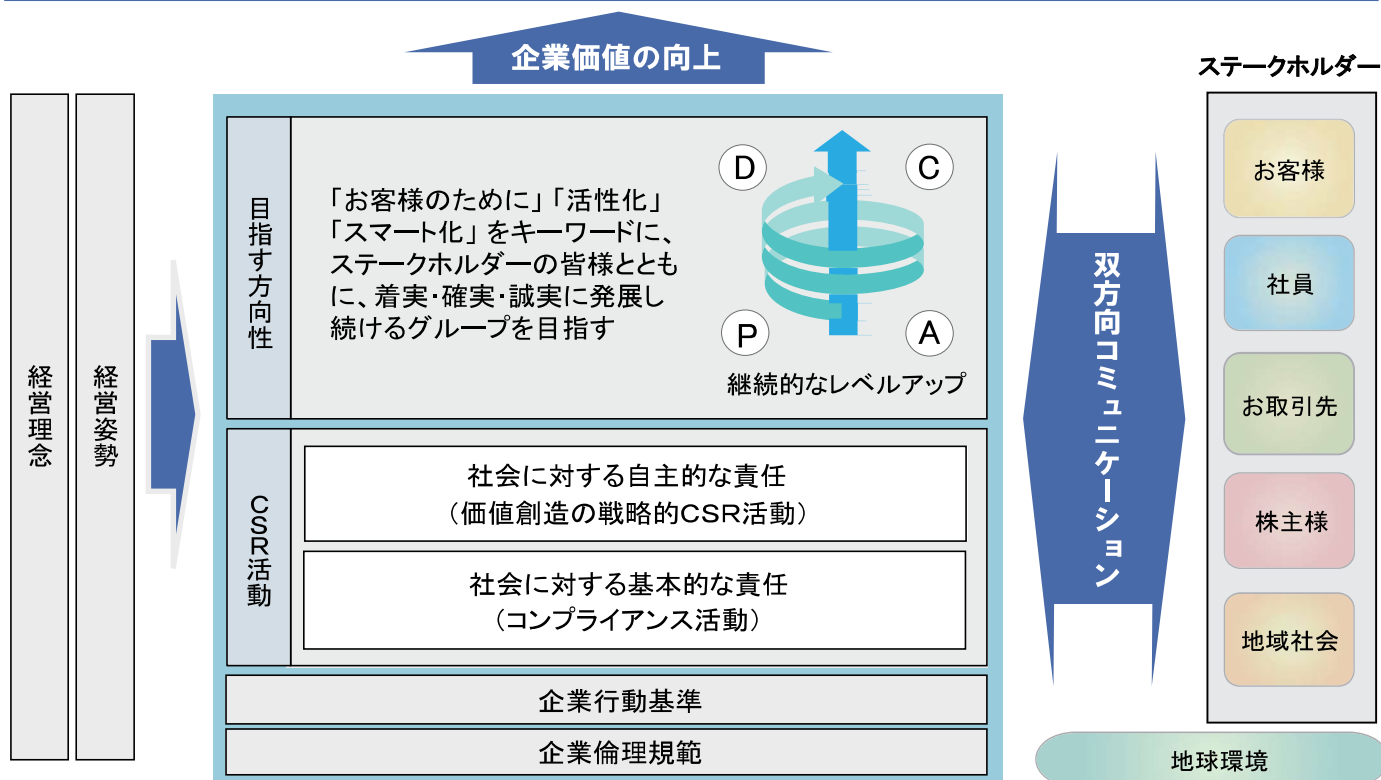 企業価値の向上
ステークホルダー
経営理念
経営姿勢
目指す方向性
「お客様のために」「活性化」
「スマート化」をキーワードに、
ステークホルダーの皆様ととも
に、着実・確実・誠実に発展し
続けるグループを目指す
D
C
P
A
継続的なレベルアップ
CSR活動
社会に対する自主的な責任
（価値創造の戦略的CSR活動）
社会に対する基本的な責任
（コンプライアンス活動）
企業行動基準
企業倫理規範
双方向コミュニケーション
お客様
社員
お取引先
株主様
地域社会
地球環境